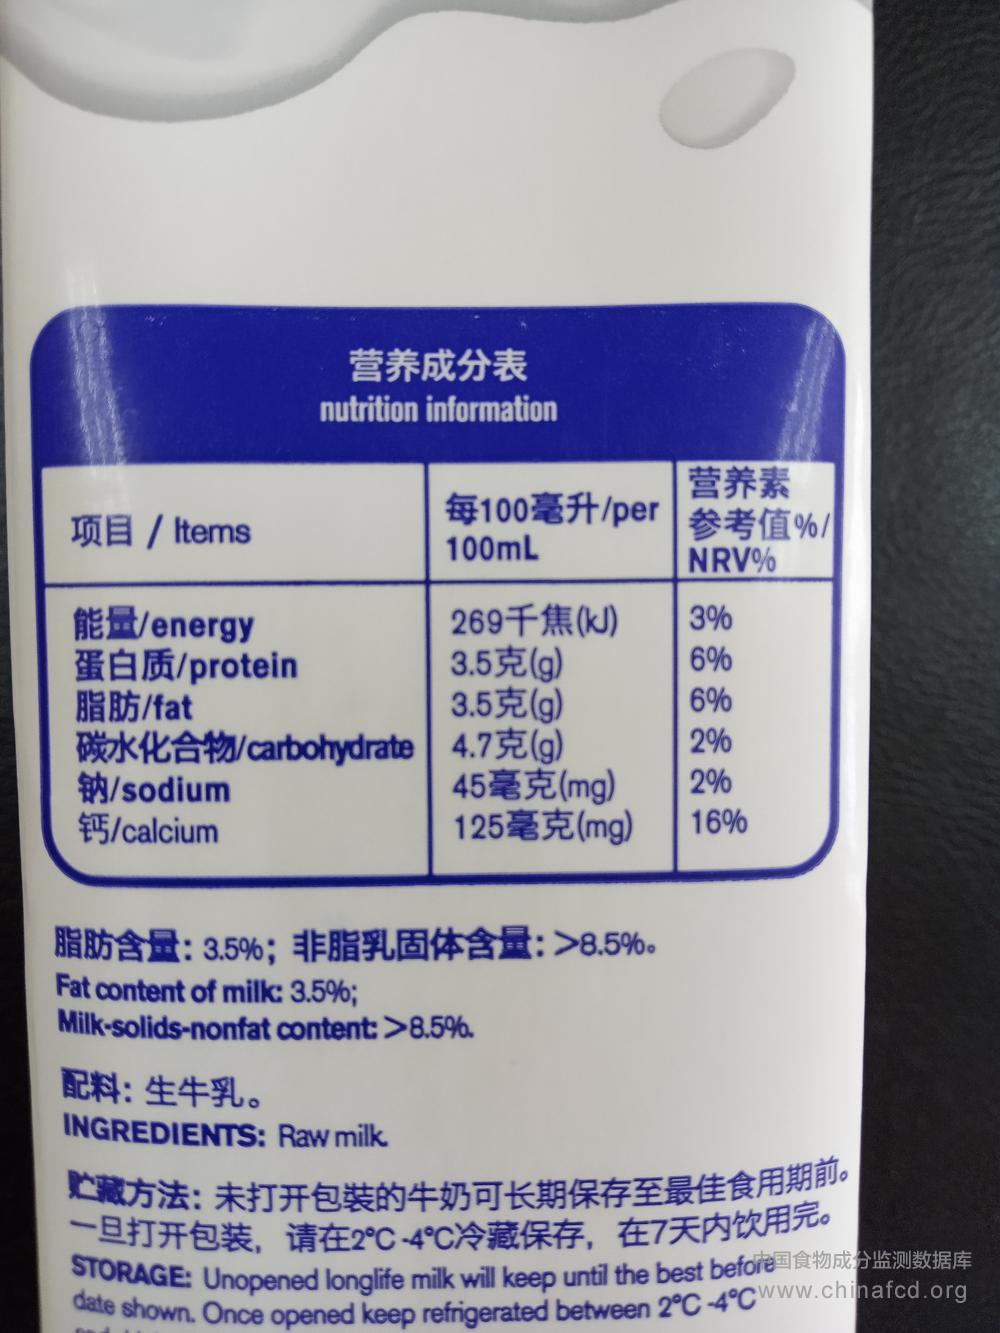 营养成分表
nutrition information
项目 / Items
每100毫升/per
100mL
营养素
参考值%/
NRV%
能量/energy 269千焦(kJ) 3%
蛋白质/protein 3.5克(g) 6%
脂肪/fat 3.5克(g) 6%
碳水化合物/carbohydrate 4.7克(g) 2%
钠/sodium 45毫克(mg) 2%
钙/calcium 125毫克(mg) 16%
脂肪含量: 3.5%; 非脂乳固体含量: >8.5%。
Fat content of milk: 3.5%;
Milk-solids-nonfat content: >8.5%.
配料: 生牛乳。
INGREDIENTS: Raw milk.
贮藏方法: 未打开包装的牛奶可长期保存至最佳食用期前。
一旦打开包装, 请在2℃-4℃冷藏保存, 在7天内饮用完。
STORAGE: Unopened longlife milk will keep until the best before
date shown. Once opened keep refrigerated between 2℃-4℃
中国食物成分监测数据库
www.chinafcd.org